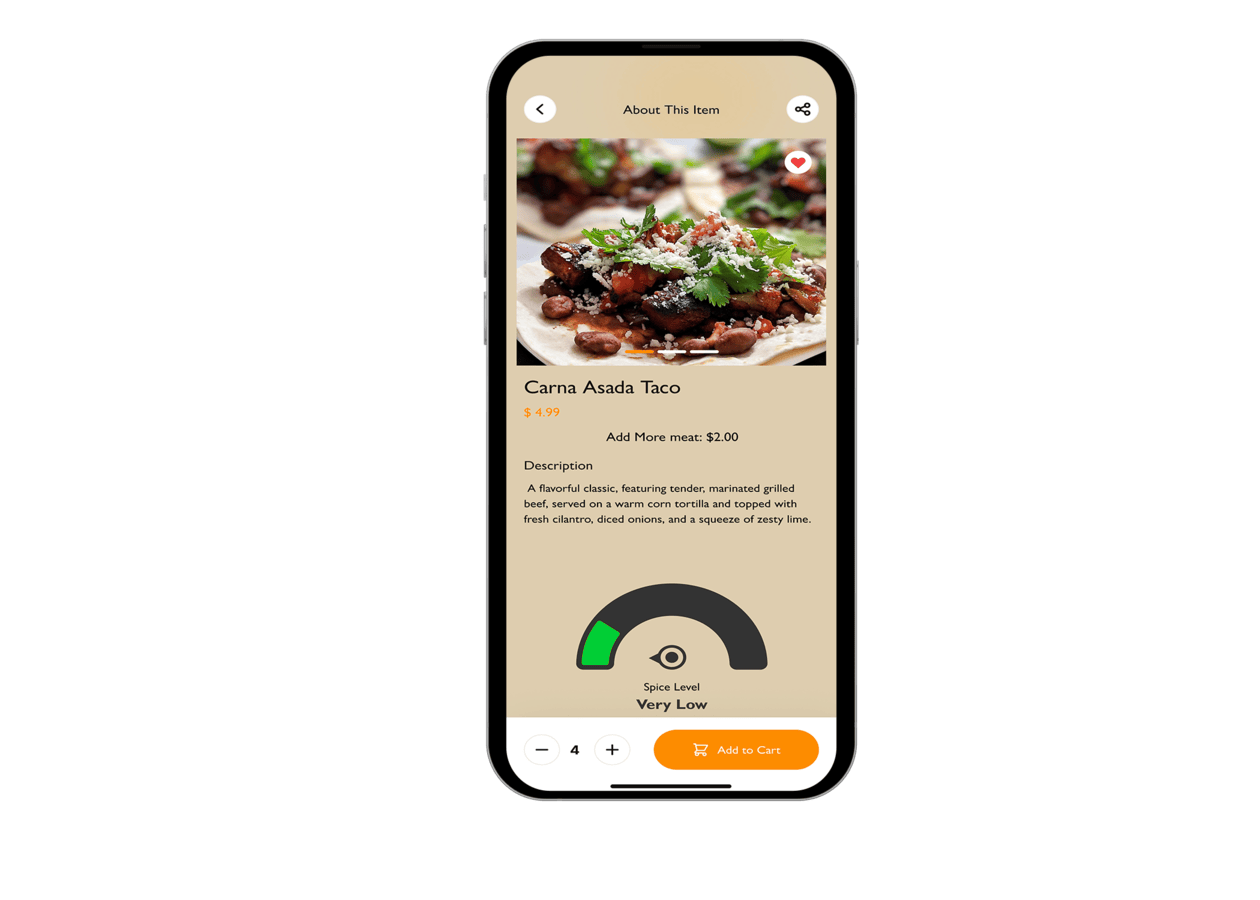 About This Item
Carna Asada Taco
$ 4.99
Add More meat: $2.00
Description
A flavorful classic, featuring tender, marinated grilled
beef, served on a warm corn tortilla and topped with
fresh cilantro, diced onions, and a squeeze of zesty lime.
Spice Level
Very Low
4
Add to Cart